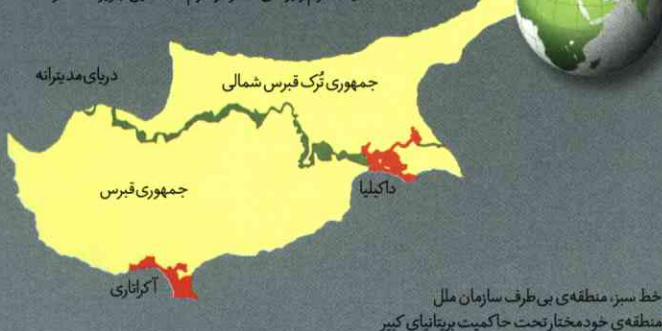 دریای مدیترانه
جمهوری تُرک قبرس شمالی
جمهوری قبرس
داکیلیا
آکراتاری
خط سبز، منطقه‌ی بی‌طرف سازمان ملل
منطقه‌ی خودمختار تحت حاکمیت بریتانیای کبیر